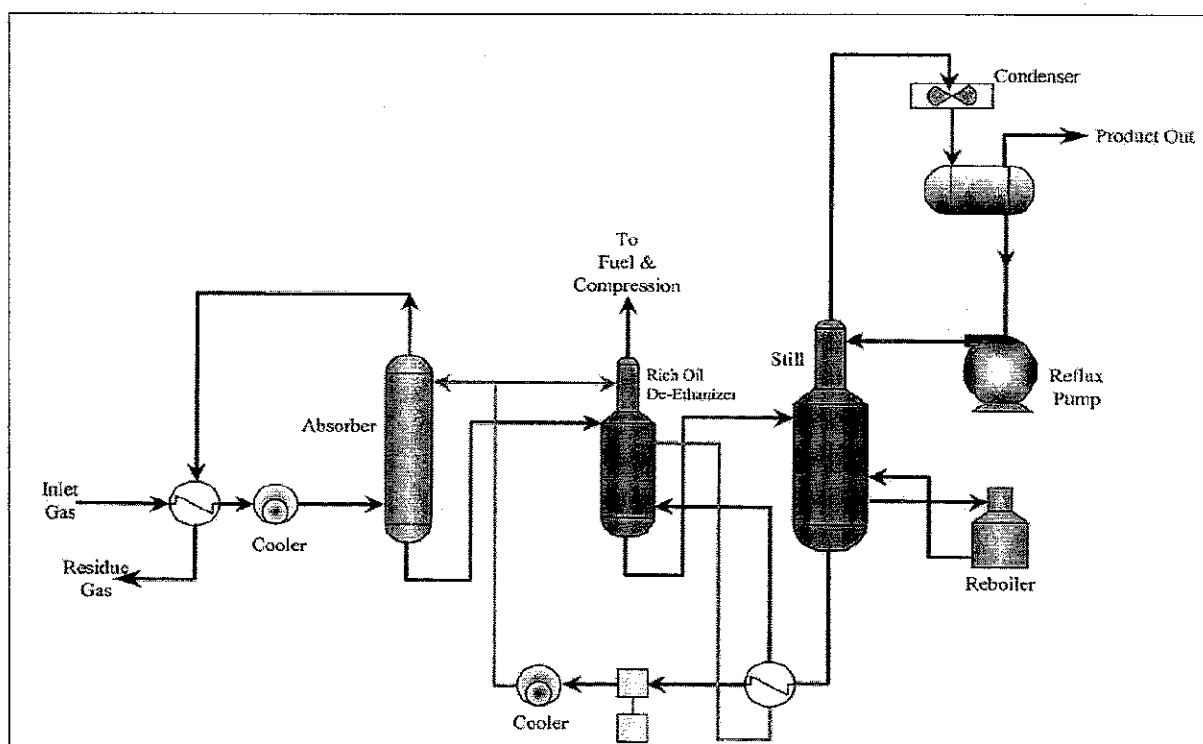 Condenser
Product Out
To
Fuel &
Compression
Still
Rich Oil
De-Ethanizer
Reflux
Pump
Absorber
Inlet
Gas
Cooler
Residue
Gas
Reboiler
Cooler